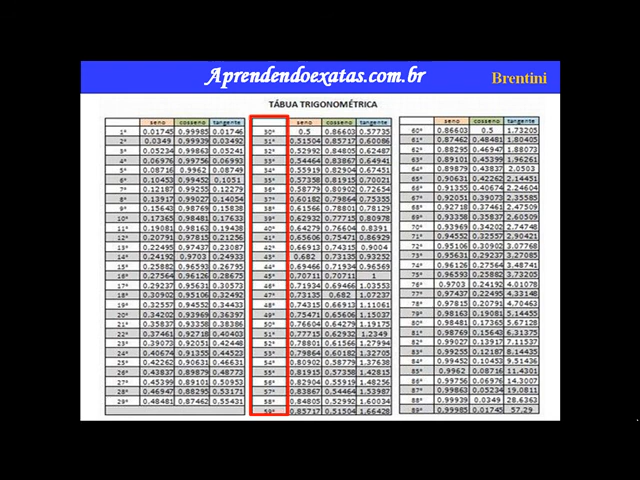 Aprendendoexatas.com.br
Brentini
TÁBUA TRIGONOMÉTRICA
seno cosseno tangente
1° 0.01745 0.99985 0.01746
2° 0.0349 0.99939 0.03492
3° 0.05234 0.99863 0.05241
4° 0.06976 0.99756 0.06993
5° 0.08716 0.9962 0.08749
6° 0.10453 0.99452 0.1051
7° 0.12187 0.99255 0.12279
8° 0.13917 0.99027 0.14054
9° 0.15643 0.98769 0.15838
10° 0.17365 0.98481 0.17633
11° 0.19081 0.98163 0.19438
12° 0.20791 0.97815 0.21256
13° 0.22495 0.97437 0.23087
14° 0.24192 0.9703 0.24933
15° 0.25882 0.96593 0.26795
16° 0.27564 0.96126 0.28675
17° 0.29237 0.95631 0.30573
18° 0.30902 0.95106 0.32492
19° 0.32557 0.94552 0.34433
20° 0.34202 0.93969 0.36397
21° 0.35837 0.93358 0.38386
22° 0.37461 0.92718 0.40403
23° 0.39073 0.92051 0.42448
24° 0.40674 0.91355 0.44523
25° 0.42262 0.90631 0.46631
26° 0.43837 0.89879 0.48773
27° 0.45399 0.89101 0.50953
28° 0.46947 0.88295 0.53171
29° 0.48481 0.87462 0.55431
seno cosseno tangente
30° 0.5 0.86603 0.57735
31° 0.51504 0.85717 0.60086
32° 0.52992 0.84805 0.62487
33° 0.54464 0.83867 0.64941
34° 0.55919 0.82904 0.67451
35° 0.57358 0.81915 0.70021
36° 0.58779 0.80902 0.72654
37° 0.60182 0.79864 0.75355
38° 0.61566 0.78801 0.78129
39° 0.62932 0.77715 0.80978
40° 0.64279 0.76604 0.8391
41° 0.65606 0.75471 0.86929
42° 0.66913 0.74315 0.9004
43° 0.682 0.73135 0.93252
44° 0.69466 0.71934 0.96569
45° 0.70711 0.70711 1
46° 0.71934 0.69466 1.03553
47° 0.73135 0.682 1.07237
48° 0.74315 0.66913 1.11061
49° 0.75471 0.65606 1.15037
50° 0.76604 0.64279 1.19175
51° 0.77715 0.62932 1.2349
52° 0.78801 0.61566 1.27994
53° 0.79864 0.60182 1.32705
54° 0.80902 0.58779 1.37638
55° 0.81915 0.57358 1.42815
56° 0.82904 0.55919 1.48256
57° 0.83867 0.54464 1.53987
58° 0.84805 0.52992 1.60034
59° 0.85717 0.51504 1.66428
seno cosseno tangente
60° 0.86603 0.5 1.73205
61° 0.87462 0.48481 1.80405
62° 0.88295 0.46947 1.88073
63° 0.89101 0.45399 1.96261
64° 0.89879 0.43837 2.0503
65° 0.90631 0.42262 2.14451
66° 0.91355 0.40674 2.24604
67° 0.92051 0.39073 2.35585
68° 0.92718 0.37461 2.47509
69° 0.93358 0.35837 2.60509
70° 0.93969 0.34202 2.74748
71° 0.94552 0.32557 2.90421
72° 0.95106 0.30902 3.07768
73° 0.95631 0.29237 3.27085
74° 0.96126 0.27564 3.48741
75° 0.96593 0.25882 3.73205
76° 0.9703 0.24192 4.01078
77° 0.97437 0.22495 4.33148
78° 0.97815 0.20791 4.70463
79° 0.98163 0.19081 5.14455
80° 0.98481 0.17365 5.67128
81° 0.98769 0.15643 6.31375
82° 0.99027 0.13917 7.11537
83° 0.99255 0.12187 8.14435
84° 0.99452 0.10453 9.51436
85° 0.9962 0.08716 11.4301
86° 0.99756 0.06976 14.3007
87° 0.99863 0.05234 19.0811
88° 0.99939 0.0349 28.6363
89° 0.99985 0.01745 57.29